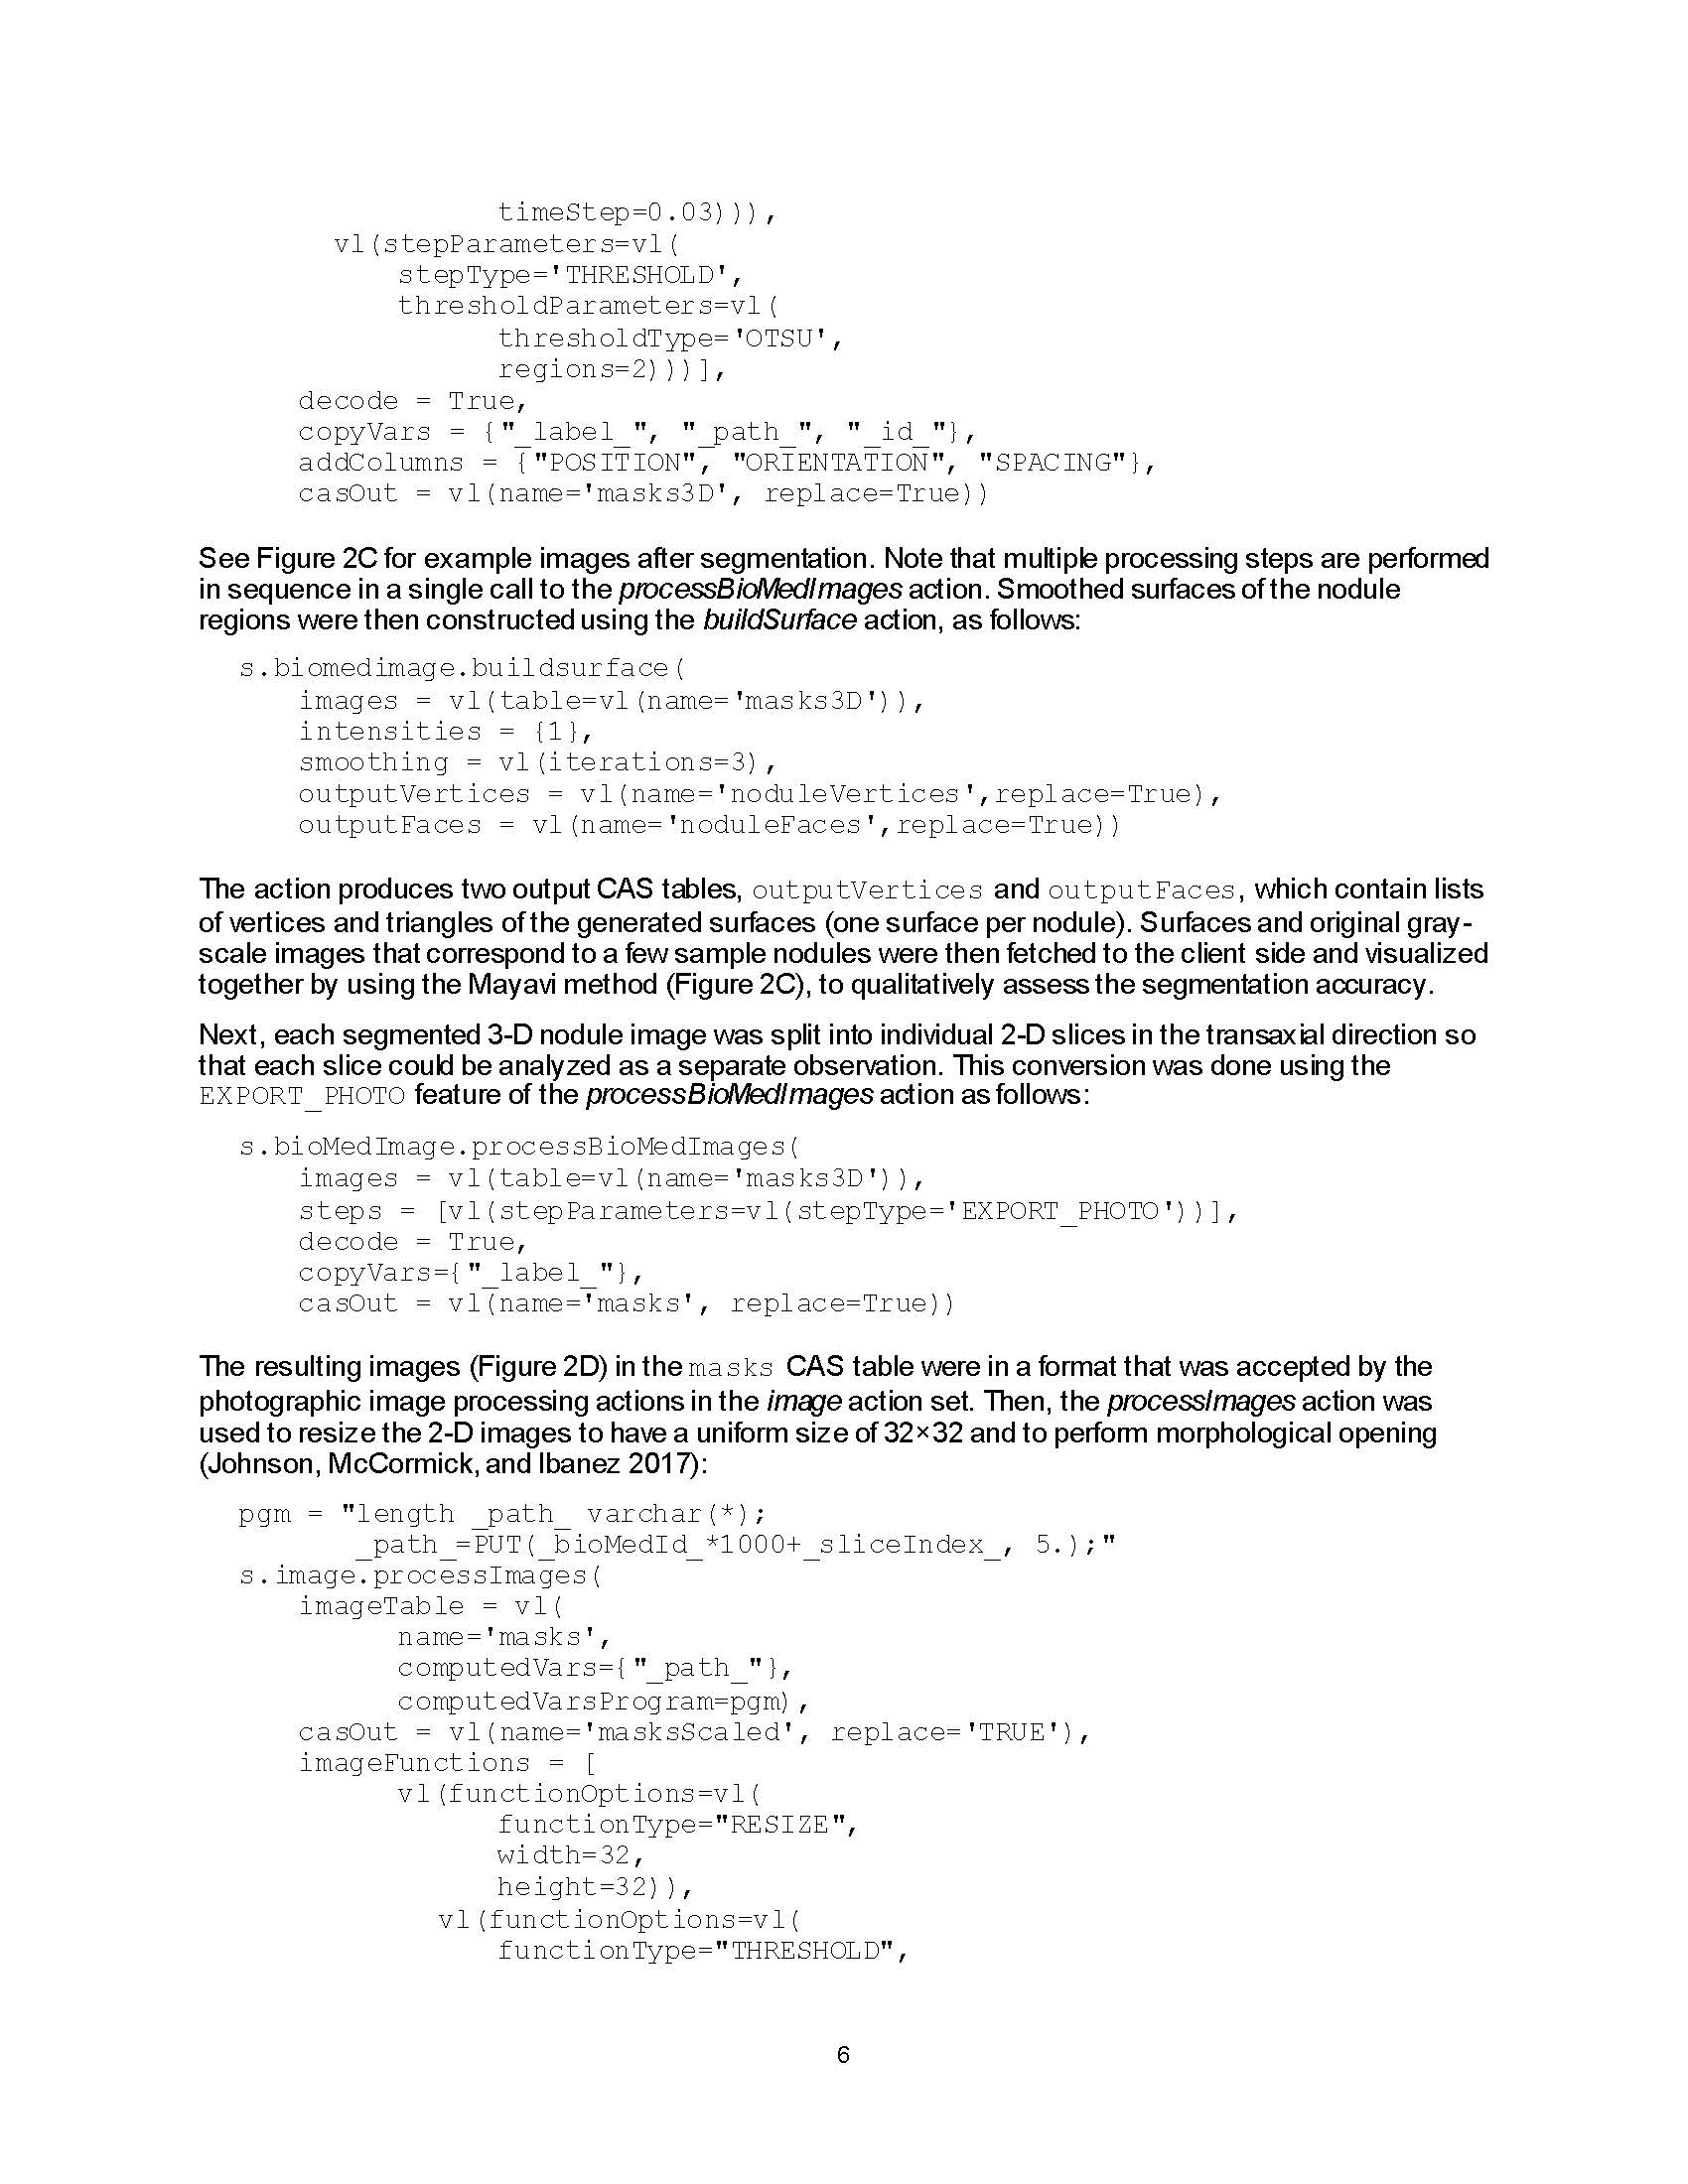 timeStep=0.03))),
vl(stepParameters=vl(
stepType='THRESHOLD',
thresholdParameters=vl(
thresholdType='OTSU',
regions=2)))],
decode = True,
copyVars = {"_label_", "_path_", "_id_"},
addColumns = {"POSITION", "ORIENTATION", "SPACING"},
casOut = vl(name='masks3D', replace=True))
See Figure 2C for example images after segmentation. Note that multiple processing steps are performed
in sequence in a single call to the processBioMedImages action. Smoothed surfaces of the nodule
regions were then constructed using the buildSurface action, as follows:
s.biomedimage.buildsurface(
images = vl(table=vl(name='masks3D')),
intensities = {1},
smoothing = vl(iterations=3),
outputVertices = vl(name='noduleVertices',replace=True),
outputFaces = vl(name='noduleFaces',replace=True))
The action produces two output CAS tables, outputVertices and outputFaces, which contain lists
of vertices and triangles of the generated surfaces (one surface per nodule). Surfaces and original gray-
scale images that correspond to a few sample nodules were then fetched to the client side and visualized
together by using the Mayavi method (Figure 2C), to qualitatively assess the segmentation accuracy.
Next, each segmented 3-D nodule image was split into individual 2-D slices in the transaxial direction so
that each slice could be analyzed as a separate observation. This conversion was done using the
EXPORT_PHOTO feature of the processBioMedImages action as follows:
s.bioMedImage.processBioMedImages(
images = vl(table=vl(name='masks3D')),
steps = [vl(stepParameters=vl(stepType='EXPORT_PHOTO'))],
decode = True,
copyVars={"_label_"},
casOut = vl(name='masks', replace=True))
The resulting images (Figure 2D) in the masks CAS table were in a format that was accepted by the
photographic image processing actions in the image action set. Then, the processImages action was
used to resize the 2-D images to have a uniform size of 32×32 and to perform morphological opening
(Johnson, McCormick, and Ibanez 2017):
pgm = "length _path_ varchar(*);
_path_=PUT(_bioMedId_*1000+_sliceIndex_, 5.);"
s.image.processImages(
imageTable = vl(
name='masks',
computedVars={"_path_"},
computedVarsProgram=pgm),
casOut = vl(name='masksScaled', replace='TRUE'),
imageFunctions = [
vl(functionOptions=vl(
functionType="RESIZE",
width=32,
height=32)),
vl(functionOptions=vl(
functionType="THRESHOLD",
6